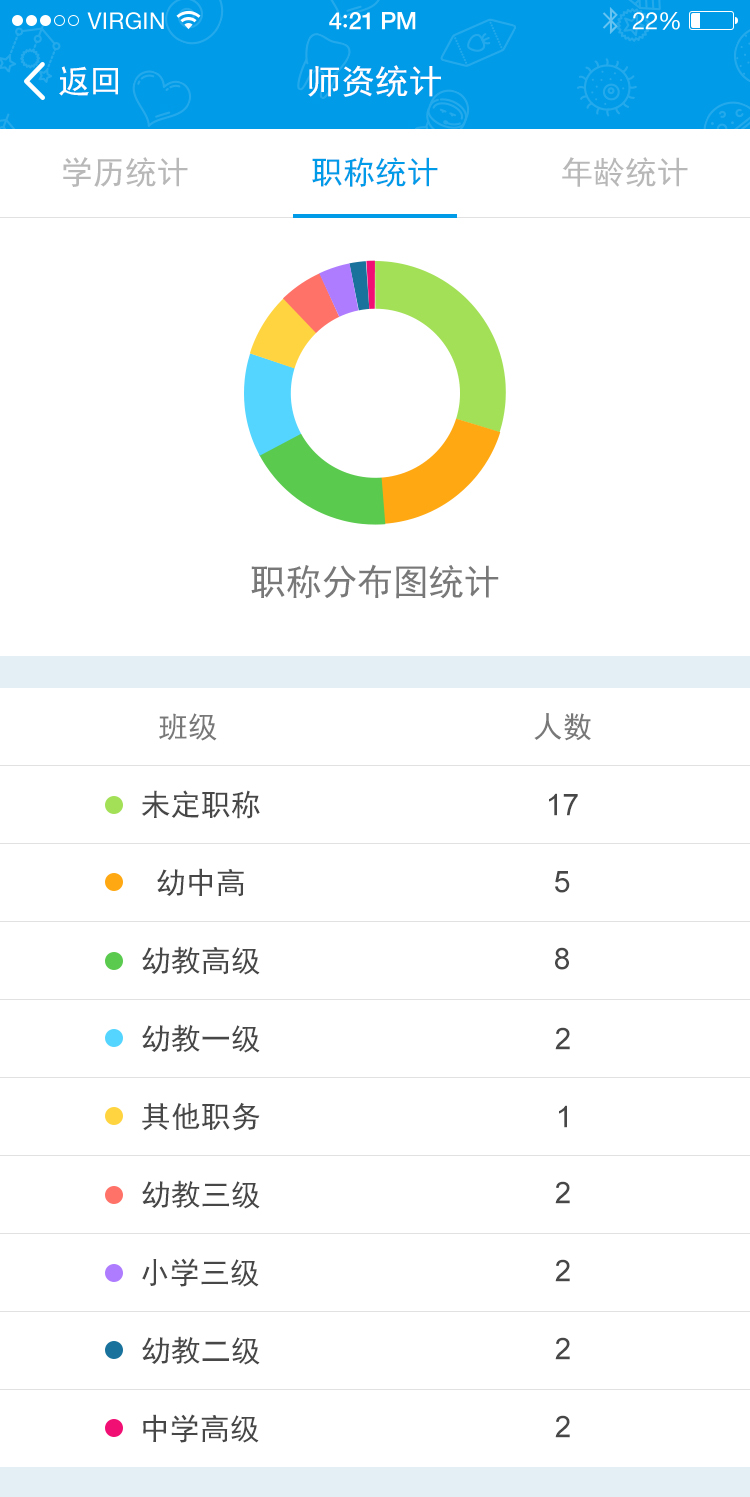 VIRGIN 4:21 PM 22%
返回 师资统计
学历统计 职称统计 年龄统计
职称分布图统计
班级 人数
未定职称 17
幼中高 5
幼教高级 8
幼教一级 2
其他职务 1
幼教三级 2
小学三级 2
幼教二级 2
中学高级 2